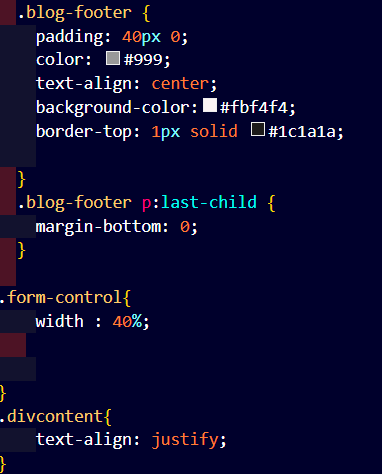 .blog-footer {
padding: 40px 0;
color: #999;
text-align: center;
background-color:#fbf4f4;
border-top: 1px solid #1c1a1a;
}
.blog-footer p:last-child {
margin-bottom: 0;
}
.form-control{
width : 40%;
}
.divcontent{
text-align: justify;
}